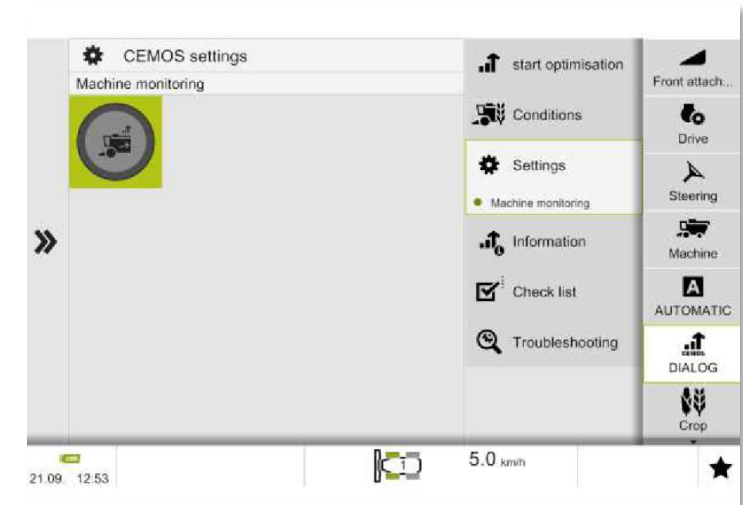 CEMOS settings
Machine monitoring
start optimisation
Conditions
Settings
Machine monitoring
Information
Check list
Troubleshooting
Front attach...
Drive
Steering
Machine
A
AUTOMATIC
CEMOS
DIALOG
Crop
21.09. 12:53
1
5.0 km/h